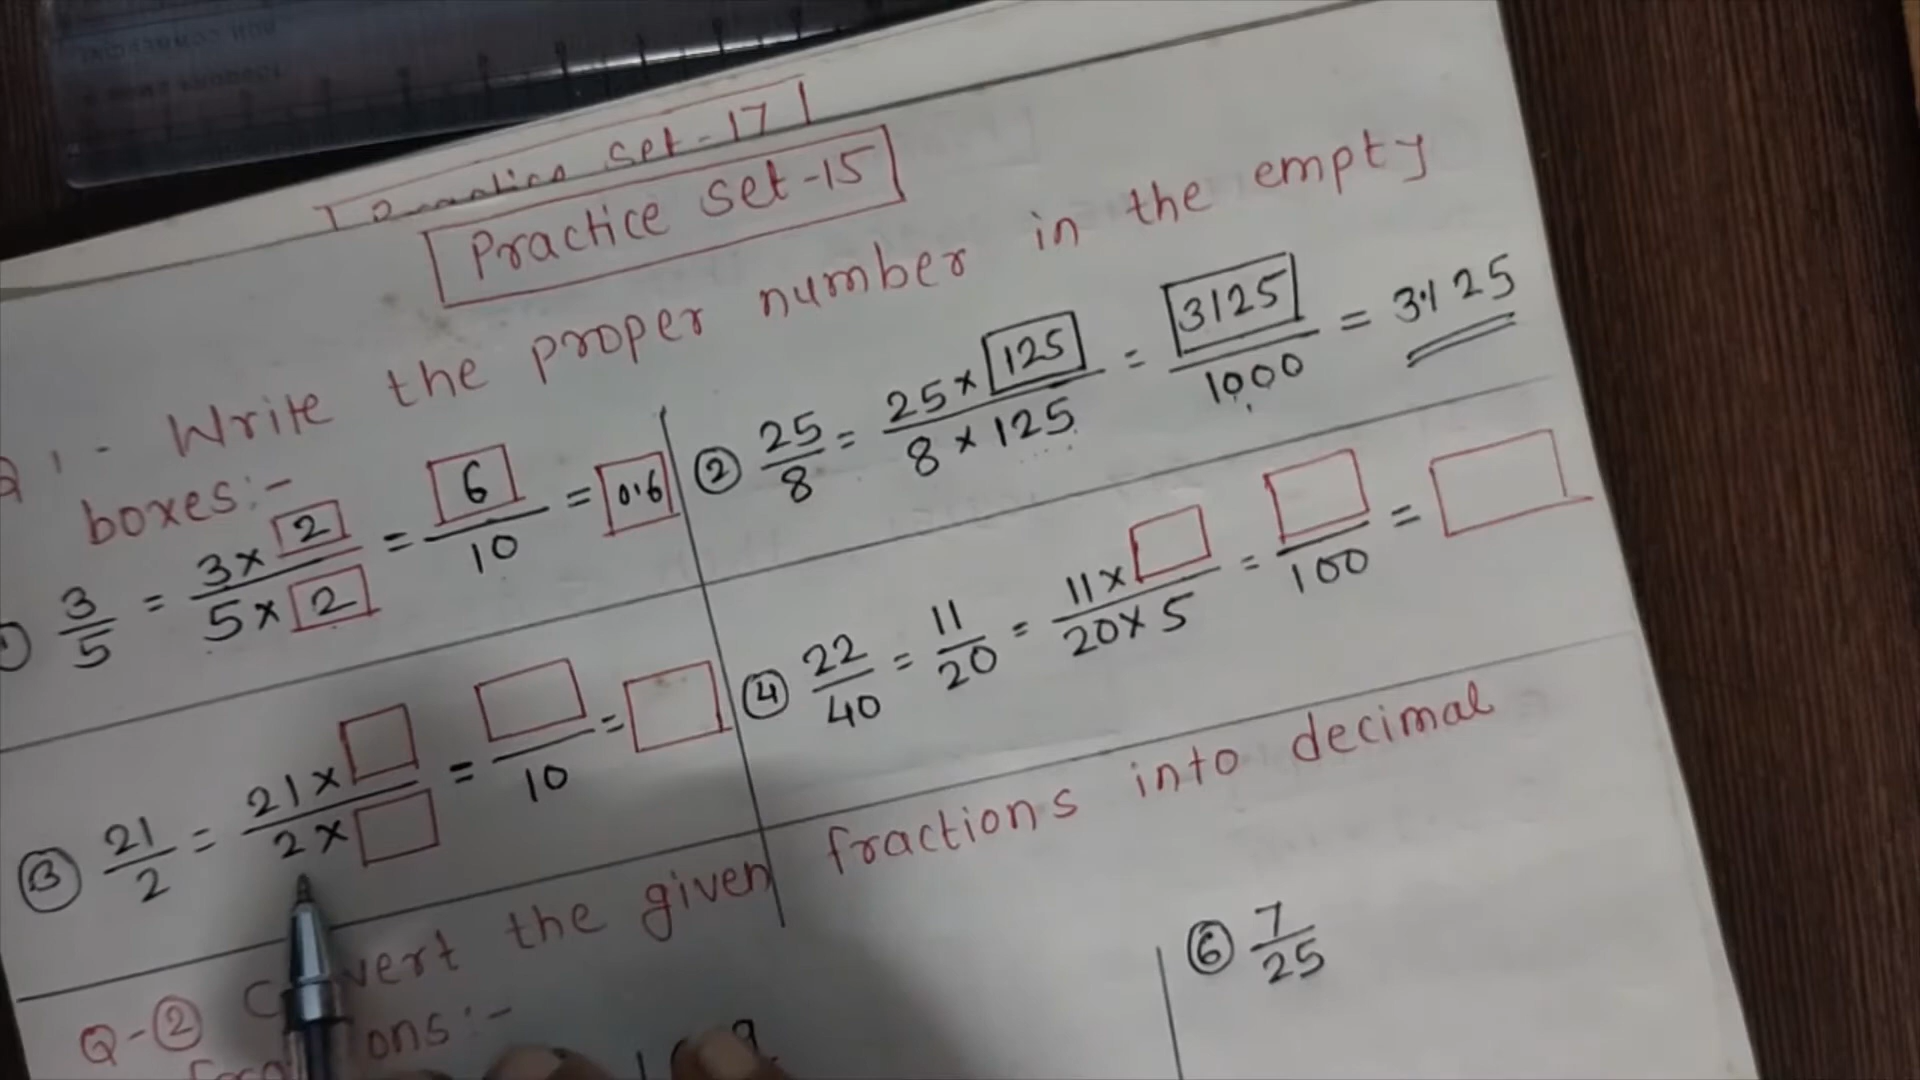 Set-17
Practice Set-15
1- Write the proper number in the empty
boxes:-
3/5 = 3×2/5×2 = 6/10 = 0.6
② 25/8 = 25×125/8×125 = 3125/1000 = 3.125
③ 21/2 = 21×□/2×□ = □/10 = □
④ 22/40 = 11/20 = 11×□/20×5 = □/100 = □
Q-② the given fractions into decimal
⑥ 7/25